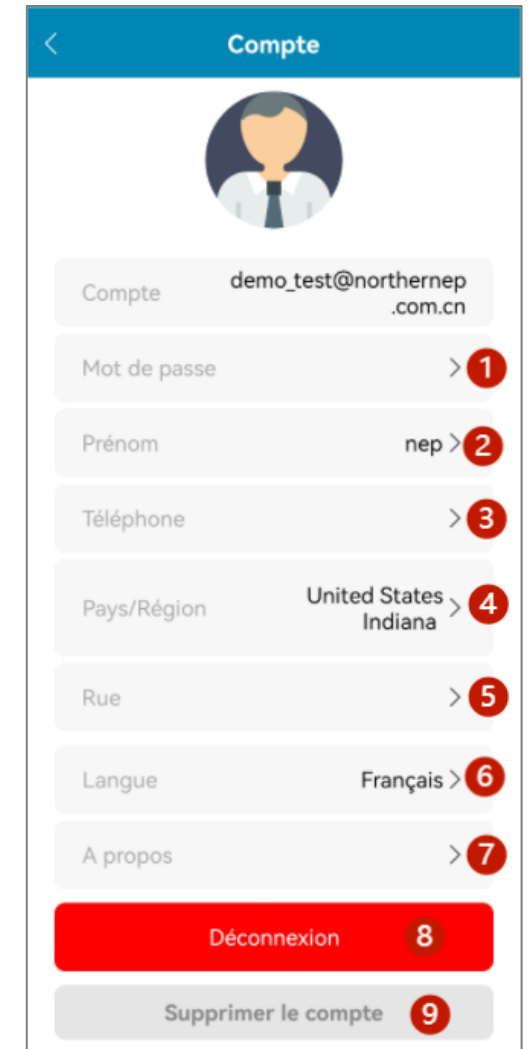 Compte
Compte demo_test@northernep
.com.cn
Mot de passe > 1
Prénom nep > 2
Téléphone > 3
Pays/Région United States > 4
Indiana
Rue > 5
Langue Français > 6
A propos > 7
Déconnexion 8
Supprimer le compte 9